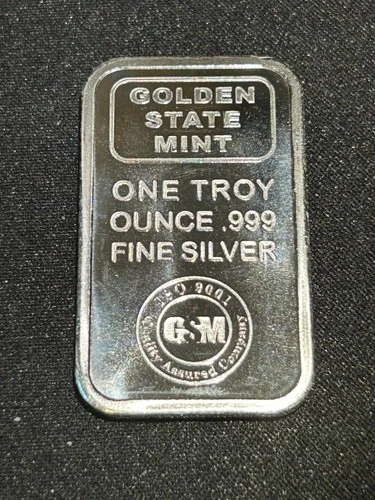 GOLDEN
STATE
MINT
ONE TROY
OUNCE .999
FINE SILVER
ISO 9001
GSM
Quality Assured Company